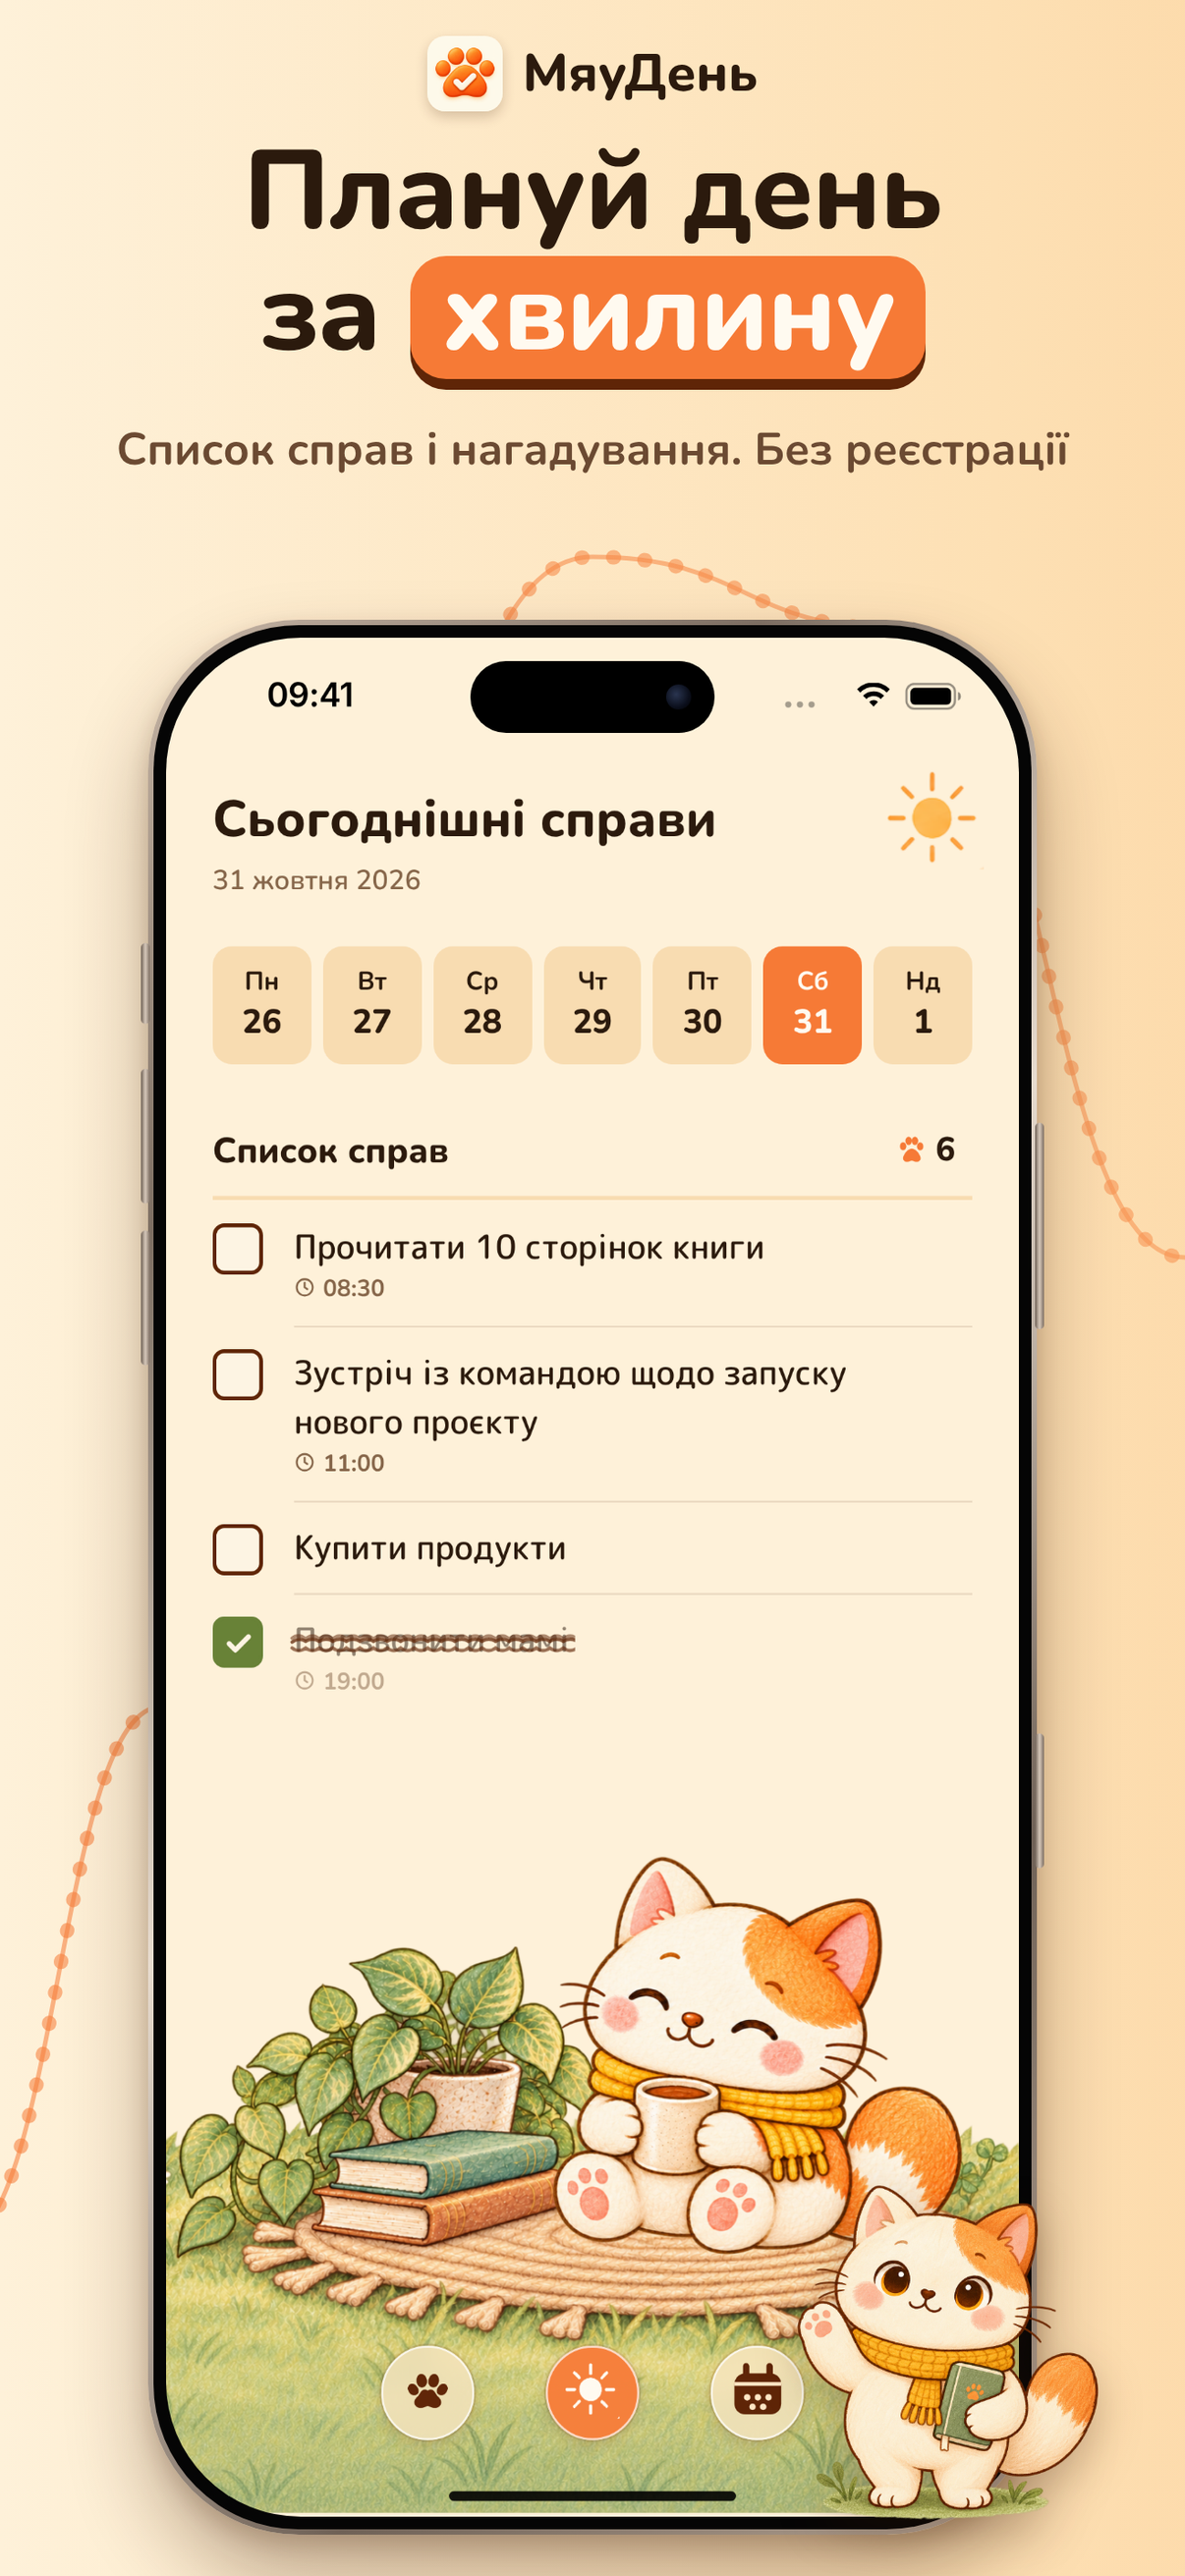 МяуДень
Плануй день
за хвилину
Список справ і нагадування. Без реєстрації
09:41
Сьогоднішні справи
31 жовтня 2026
Пн Вт Ср Чт Пт Сб Нд
26 27 28 29 30 31 1
Список справ 6
Прочитати 10 сторінок книги
08:30
Зустріч із командою щодо запуску
нового проєкту
11:00
Купити продукти
Подзвонити мамі
19:00